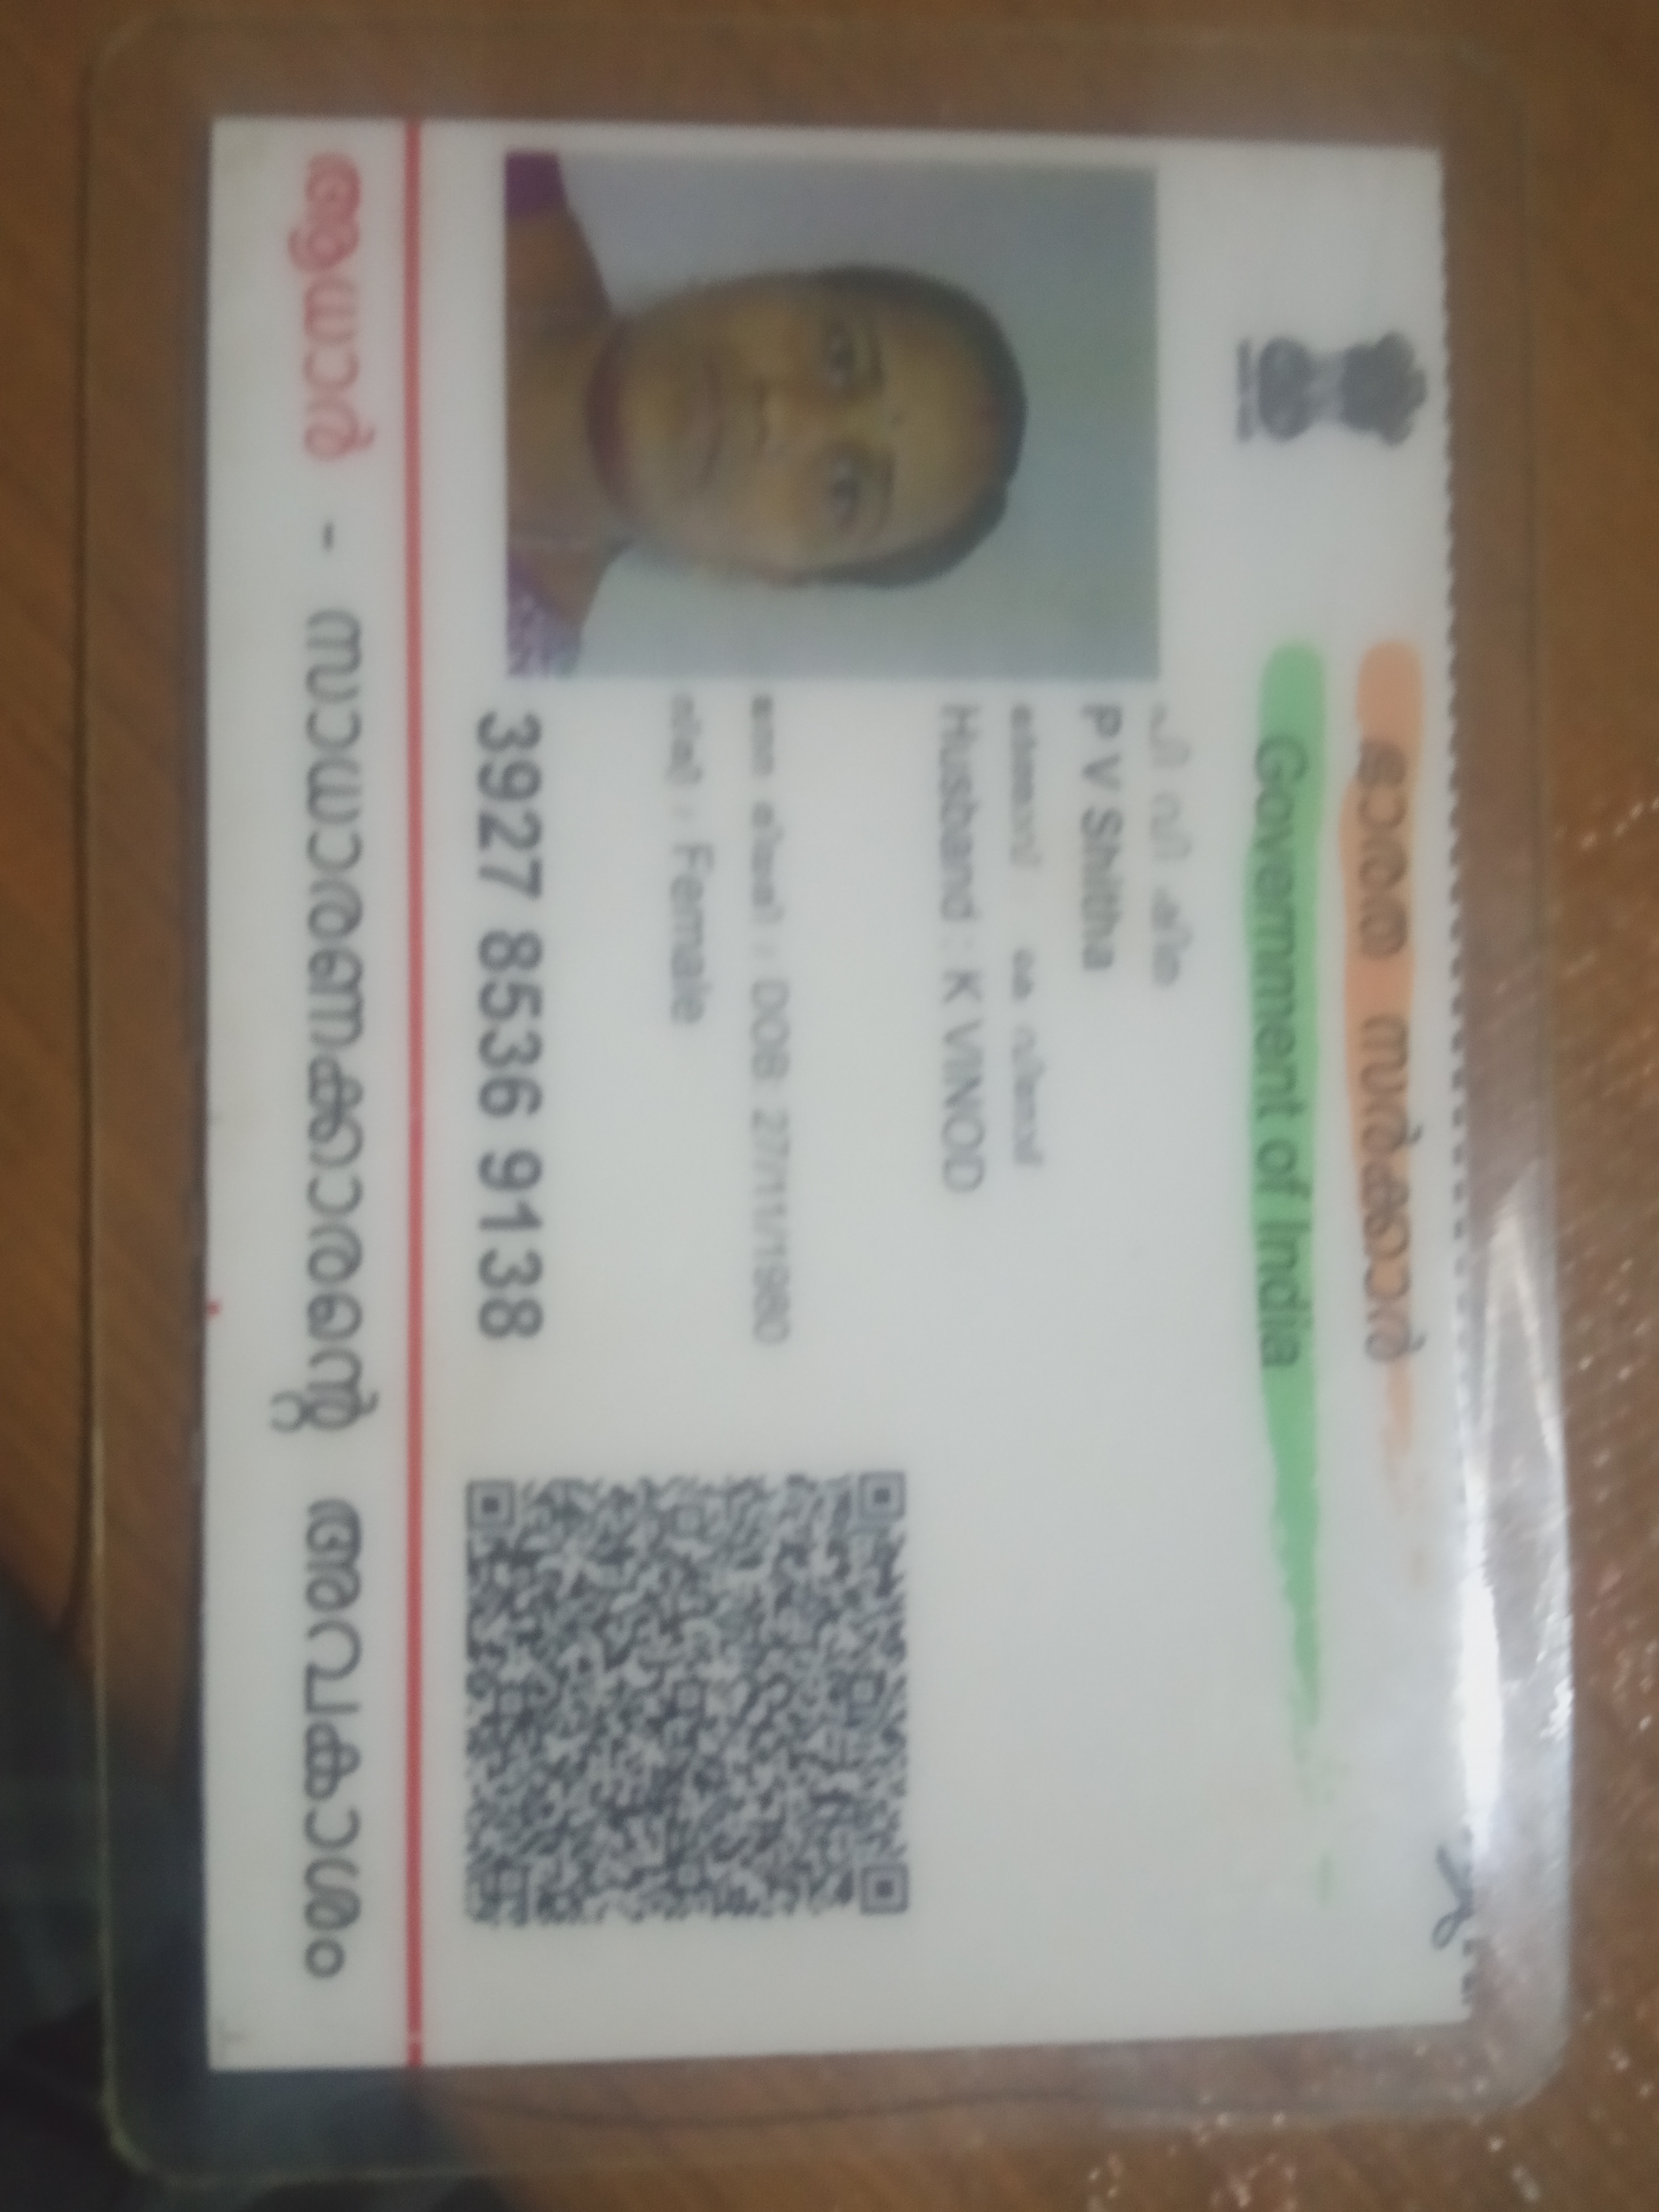 ഭാരത സർക്കാർ
Government of India
പി വി ഷിത
P V Shitha
ഭർത്താവ് : കെ വിനോദ്
Husband : K VINOD
ജനന തിയതി / DOB: 27/11/1980
സ്ത്രീ / Female
3927 8536 9138
ആധാർ - സാധാരണക്കാരന്റെ അവകാശം